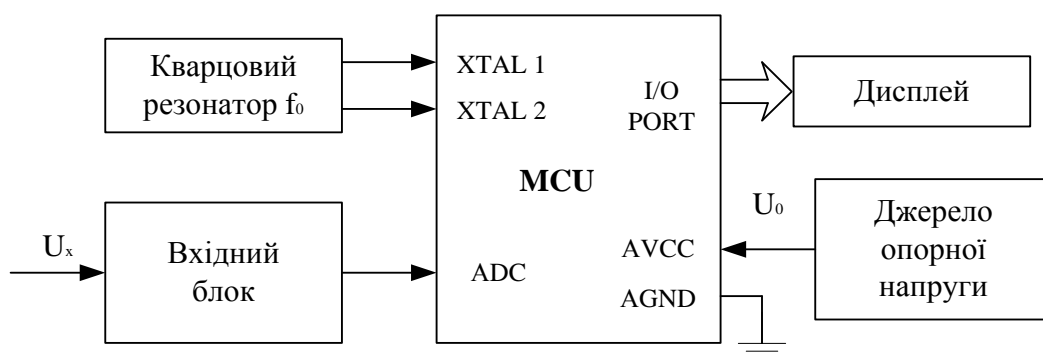 Кварцовий
резонатор f₀
XTAL 1
XTAL 2
I/O
PORT
Дисплей
MCU
Uₓ
Вхідний
блок
ADC
AVCC
AGND
U₀
Джерело
опорної
напруги